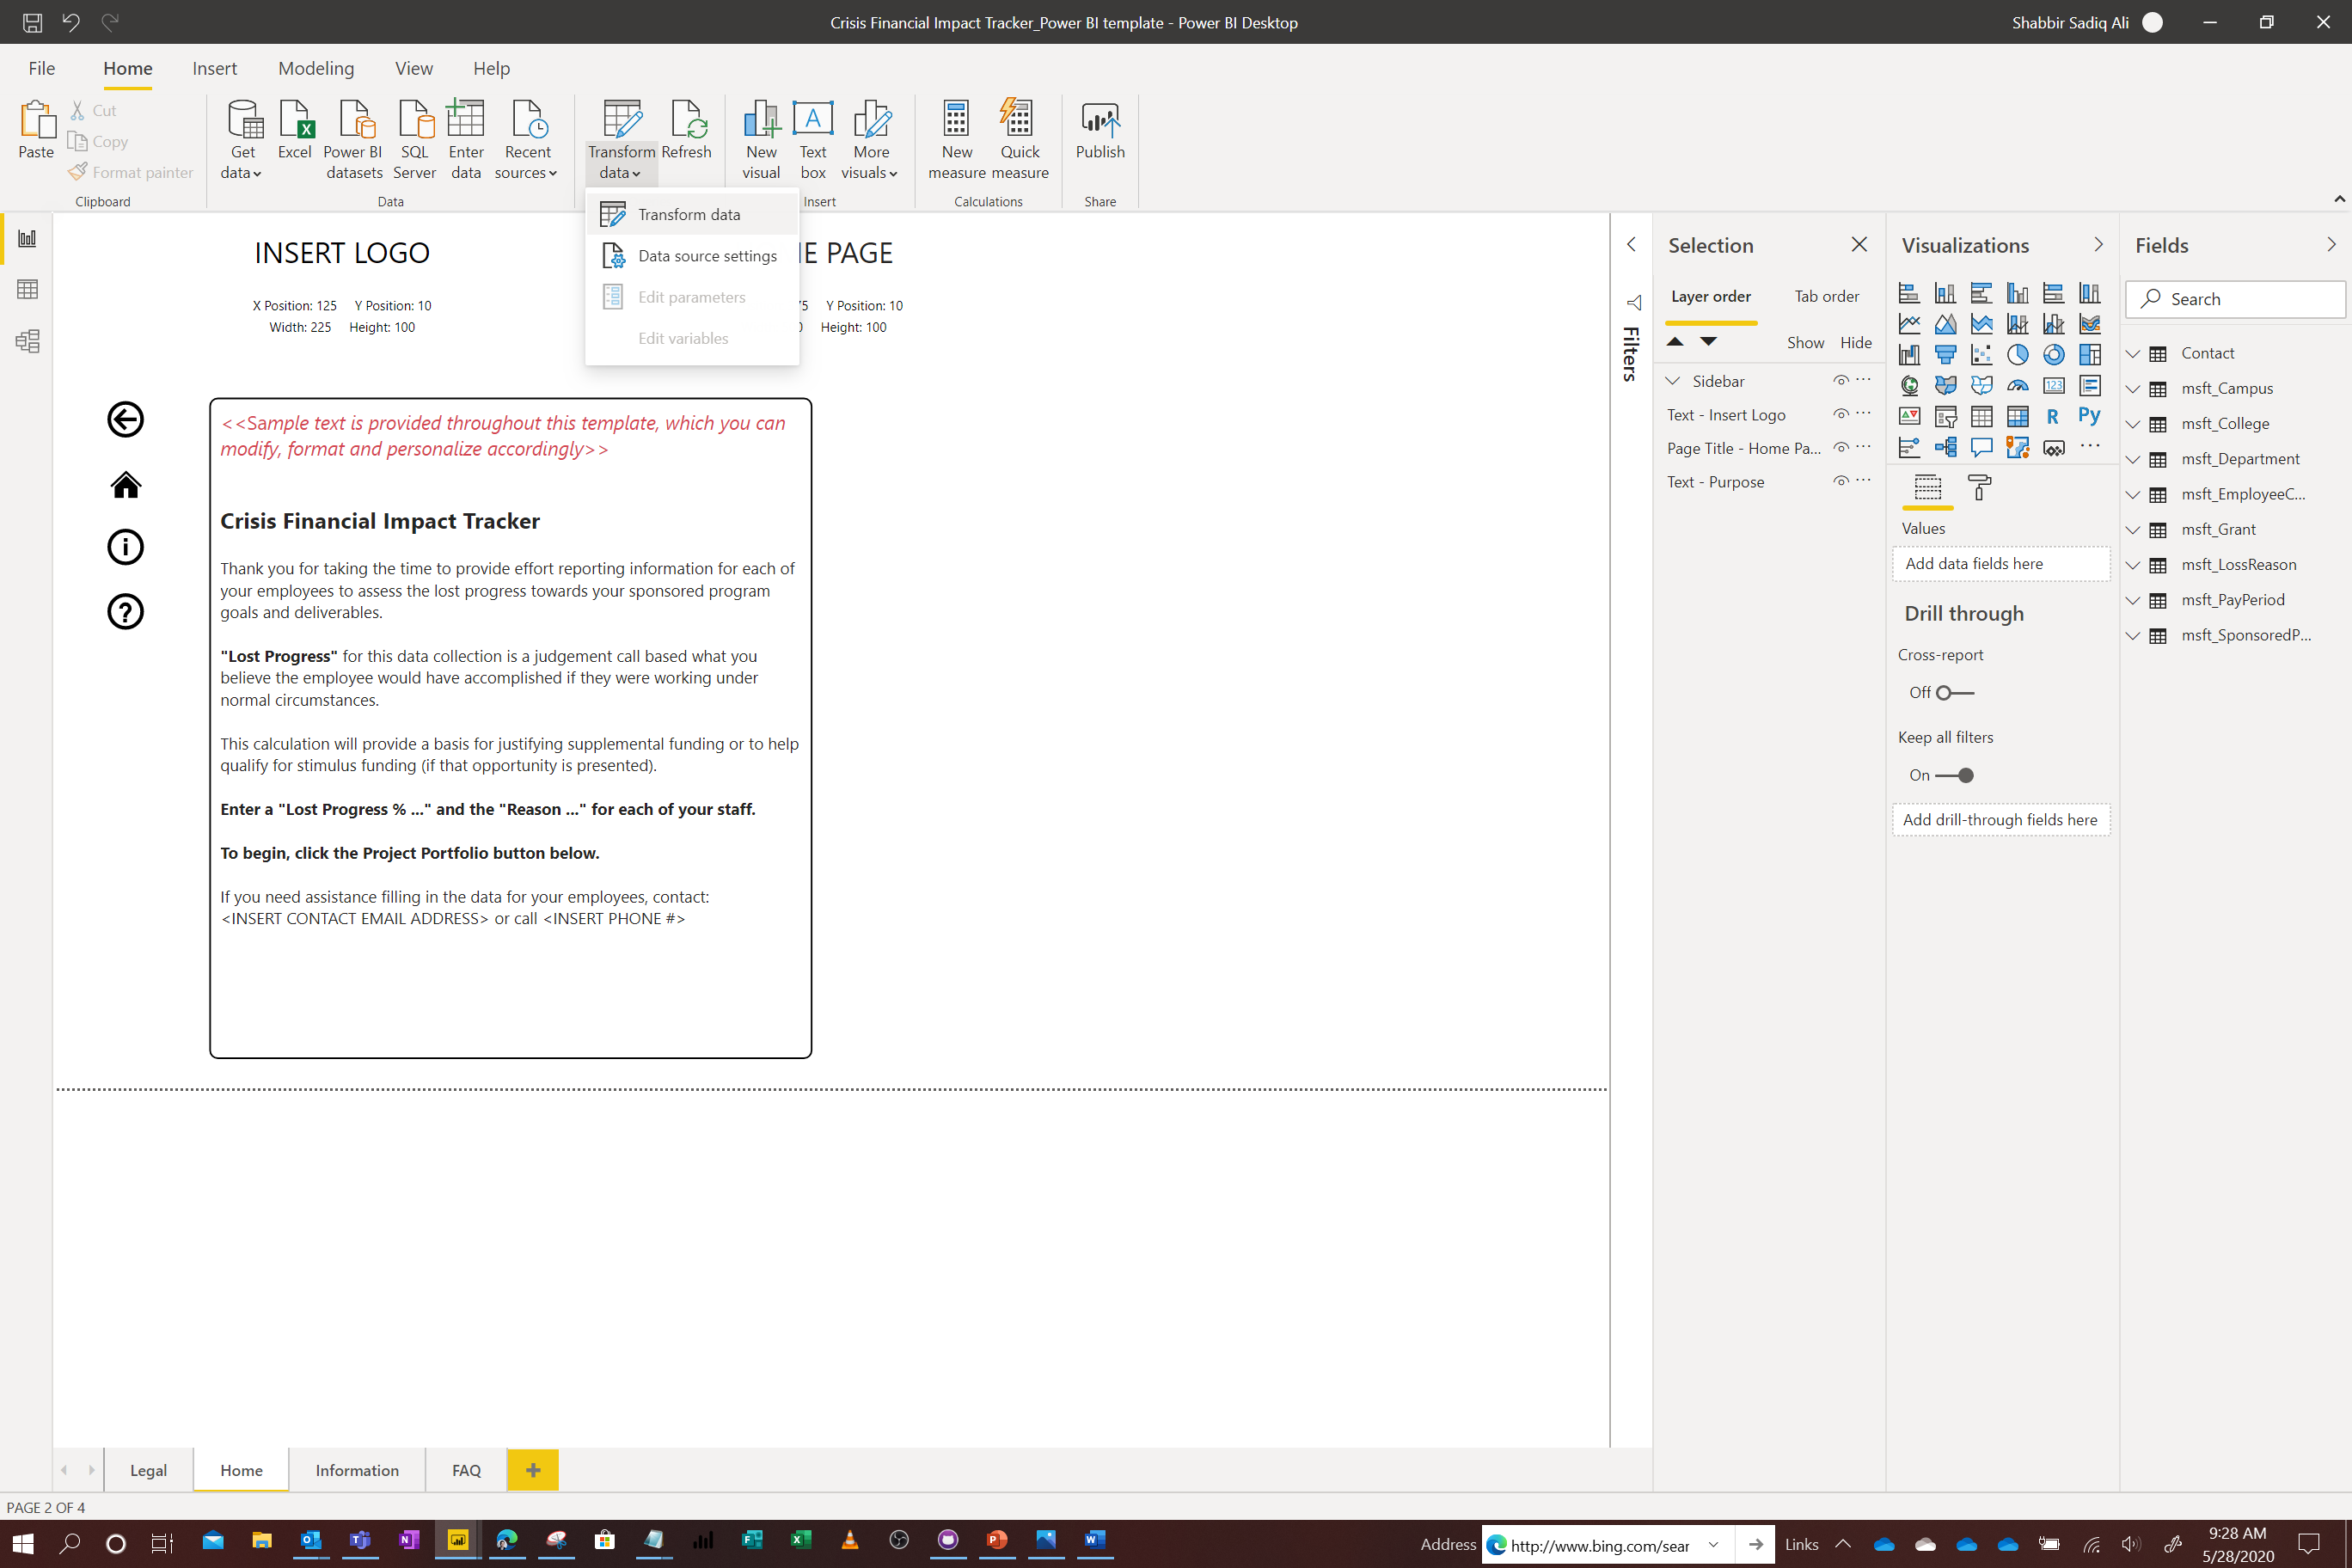 Crisis Financial Impact Tracker_Power BI template - Power BI Desktop
Shabbir Sadiq Ali
File Home Insert Modeling View Help
Paste
Cut
Copy
Format painter
Clipboard
Get data
Excel
Power BI datasets
SQL Server
Enter data
Recent sources
Data
Transform data
Refresh
New visual
Text box
More visuals
Insert
New measure
Quick measure
Calculations
Publish
Share
Transform data
Data source settings
Edit parameters
Edit variables
INSERT LOGO
X Position: 125 Y Position: 10
Width: 225 Height: 100
E PAGE
Y Position: 10
Height: 100
<<Sample text is provided throughout this template, which you can
modify, format and personalize accordingly>>
Crisis Financial Impact Tracker
Thank you for taking the time to provide effort reporting information for each of
your employees to assess the lost progress towards your sponsored program
goals and deliverables.
"Lost Progress" for this data collection is a judgement call based what you
believe the employee would have accomplished if they were working under
normal circumstances.
This calculation will provide a basis for justifying supplemental funding or to help
qualify for stimulus funding (if that opportunity is presented).
Enter a "Lost Progress % ..." and the "Reason ..." for each of your staff.
To begin, click the Project Portfolio button below.
If you need assistance filling in the data for your employees, contact:
<INSERT CONTACT EMAIL ADDRESS> or call <INSERT PHONE #>
Filters
Selection
Layer order Tab order
Show Hide
Sidebar
Text - Insert Logo
Page Title - Home Pa...
Text - Purpose
Visualizations
123
R
Py
Values
Add data fields here
Drill through
Cross-report
Off
Keep all filters
On
Add drill-through fields here
Fields
Search
Contact
msft_Campus
msft_College
msft_Department
msft_EmployeeC...
msft_Grant
msft_LossReason
msft_PayPeriod
msft_SponsoredP...
Legal Home Information FAQ
PAGE 2 OF 4
Address http://www.bing.com/sear Links
9:28 AM
5/28/2020